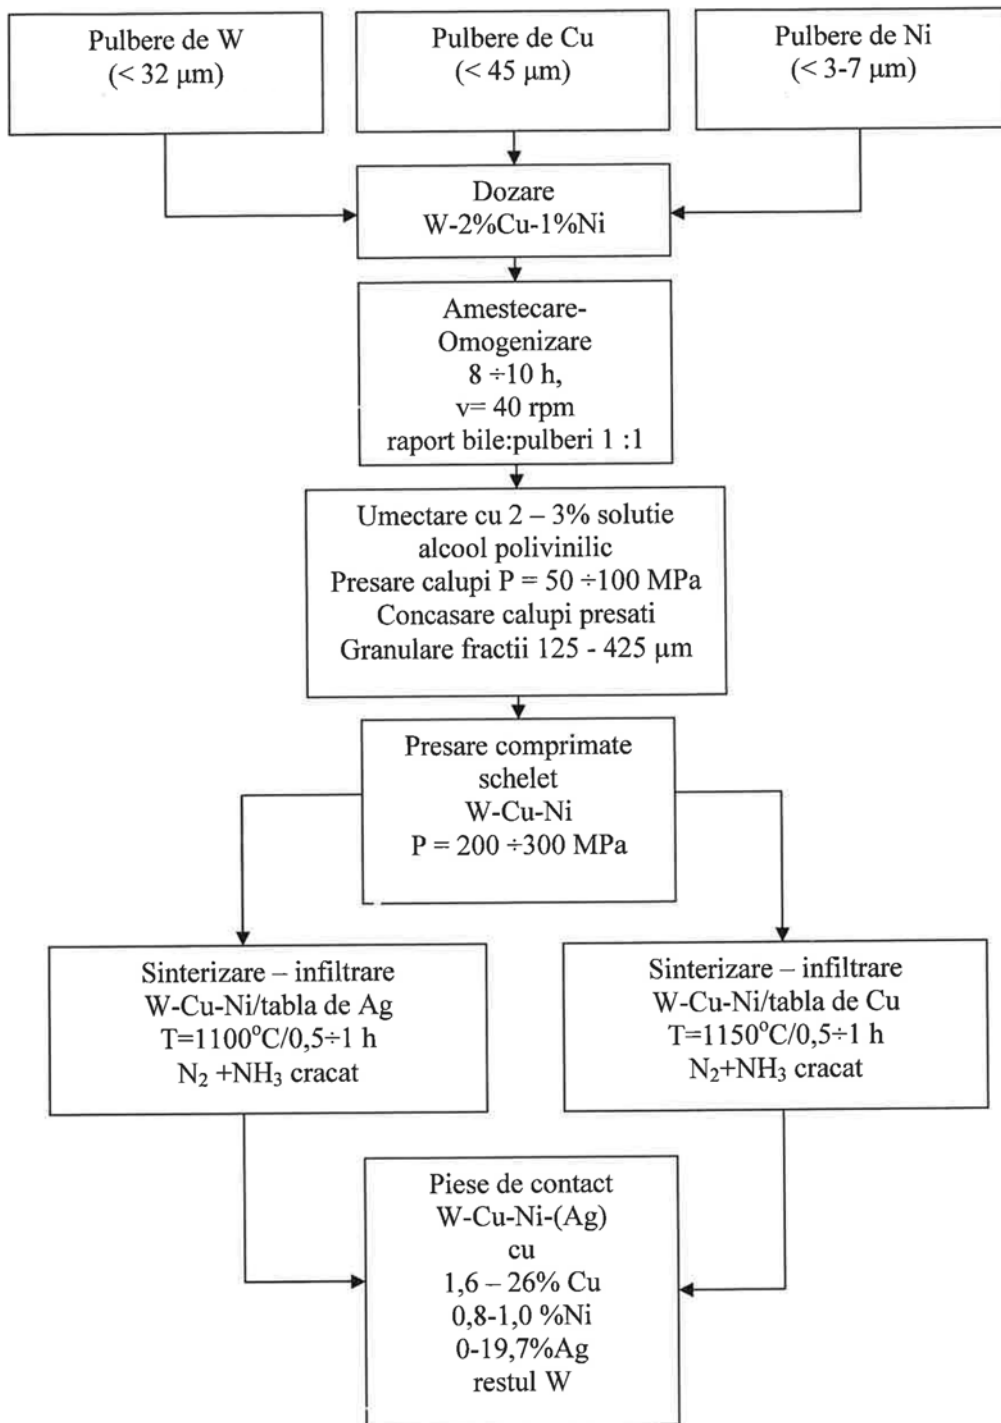 Pulbere de W
(< 32 μm)
Pulbere de Cu
(< 45 μm)
Pulbere de Ni
(< 3-7 μm)
Dozare
W-2%Cu-1%Ni
Amestecare-
Omogenizare
8 ÷10 h,
v= 40 rpm
raport bile:pulberi 1 :1
Umectare cu 2 – 3% solutie
alcool polivinilic
Presare calupi P = 50 ÷100 MPa
Concasare calupi presati
Granulare fractii 125 - 425 μm
Presare comprimate
schelet
W-Cu-Ni
P = 200 ÷300 MPa
Sinterizare – infiltrare
W-Cu-Ni/tabla de Ag
T=1100°C/0,5÷1 h
N₂ +NH₃ cracat
Sinterizare – infiltrare
W-Cu-Ni/tabla de Cu
T=1150°C/0,5÷1 h
N₂+NH₃ cracat
Piese de contact
W-Cu-Ni-(Ag)
cu
1,6 – 26% Cu
0,8-1,0 %Ni
0-19,7%Ag
restul W